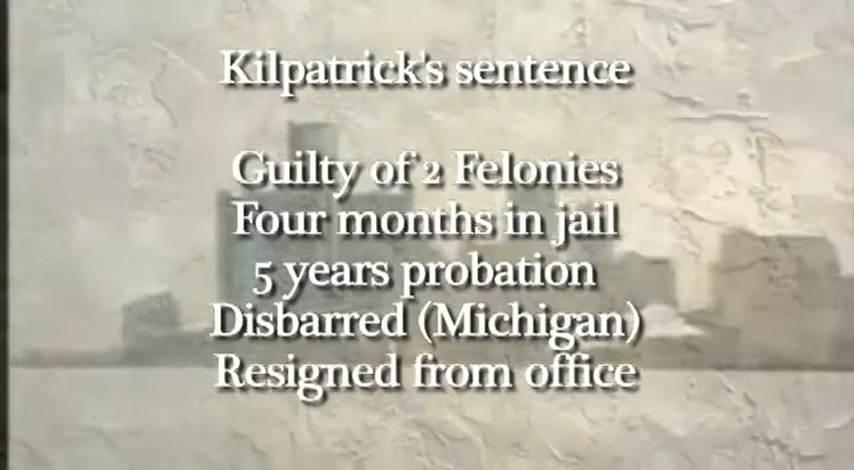 Kilpatrick's sentence
Guilty of 2 Felonies
Four months in jail
5 years probation
Disbarred (Michigan)
Resigned from office